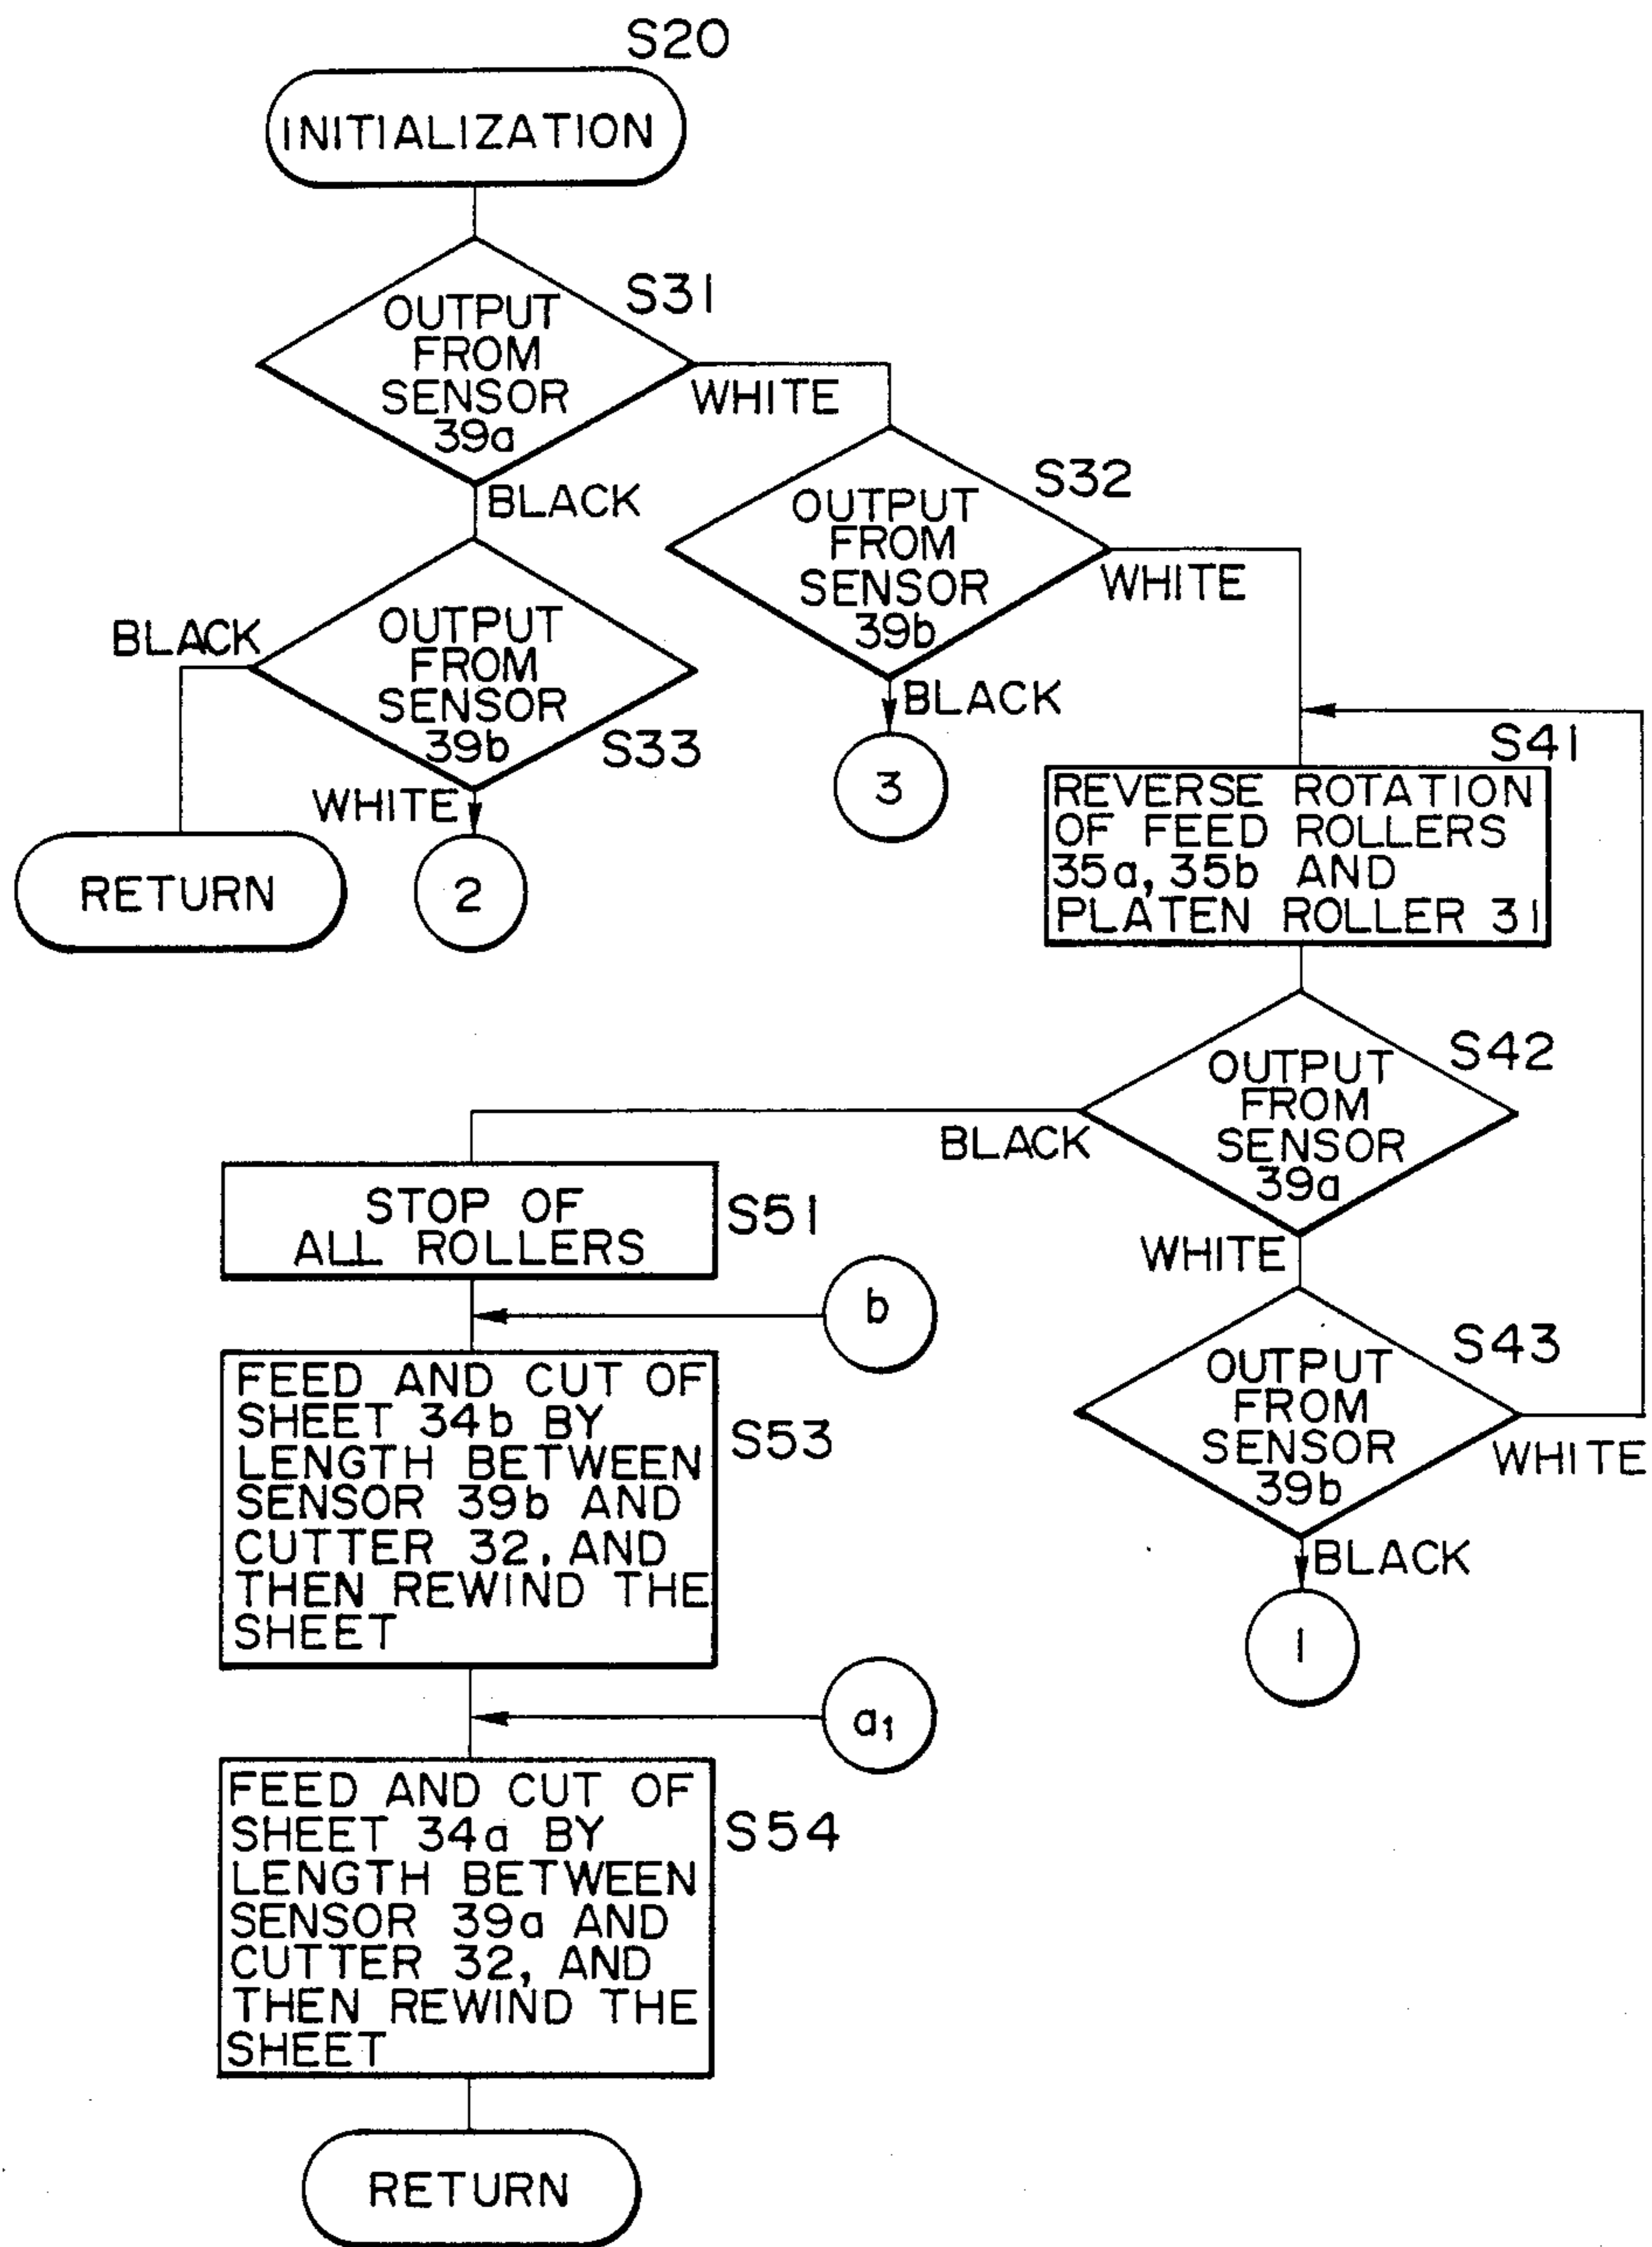 S20
INITIALIZATION
S31
OUTPUT
FROM
SENSOR
39a
WHITE
BLACK
S32
OUTPUT
FROM
SENSOR
39b
WHITE
BLACK
3
BLACK
OUTPUT
FROM
SENSOR
39b
S33
WHITE
RETURN
2
S41
REVERSE ROTATION
OF FEED ROLLERS
35a, 35b AND
PLATEN ROLLER 31
S42
OUTPUT
FROM
SENSOR
39a
BLACK
WHITE
S43
OUTPUT
FROM
SENSOR
39b
WHITE
BLACK
1
STOP OF
ALL ROLLERS
S51
b
FEED AND CUT OF
SHEET 34b BY
LENGTH BETWEEN
SENSOR 39b AND
CUTTER 32, AND
THEN REWIND THE
SHEET
S53
a1
FEED AND CUT OF
SHEET 34a BY
LENGTH BETWEEN
SENSOR 39a AND
CUTTER 32, AND
THEN REWIND THE
SHEET
S54
RETURN